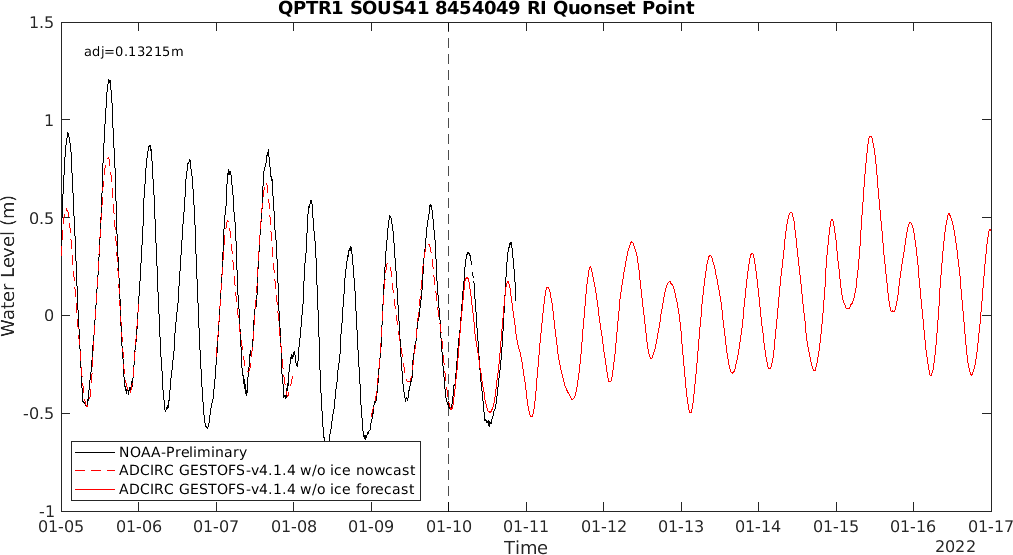 QPTR1 SOUS41 8454049 RI Quonset Point
adj=0.13215m
1.5
1
0.5
0
-0.5
-1
Water Level (m)
NOAA-Preliminary
ADCIRC GESTOFS-v4.1.4 w/o ice nowcast
ADCIRC GESTOFS-v4.1.4 w/o ice forecast
01-05 01-06 01-07 01-08 01-09 01-10 01-11 01-12 01-13 01-14 01-15 01-16 01-17
Time
2022